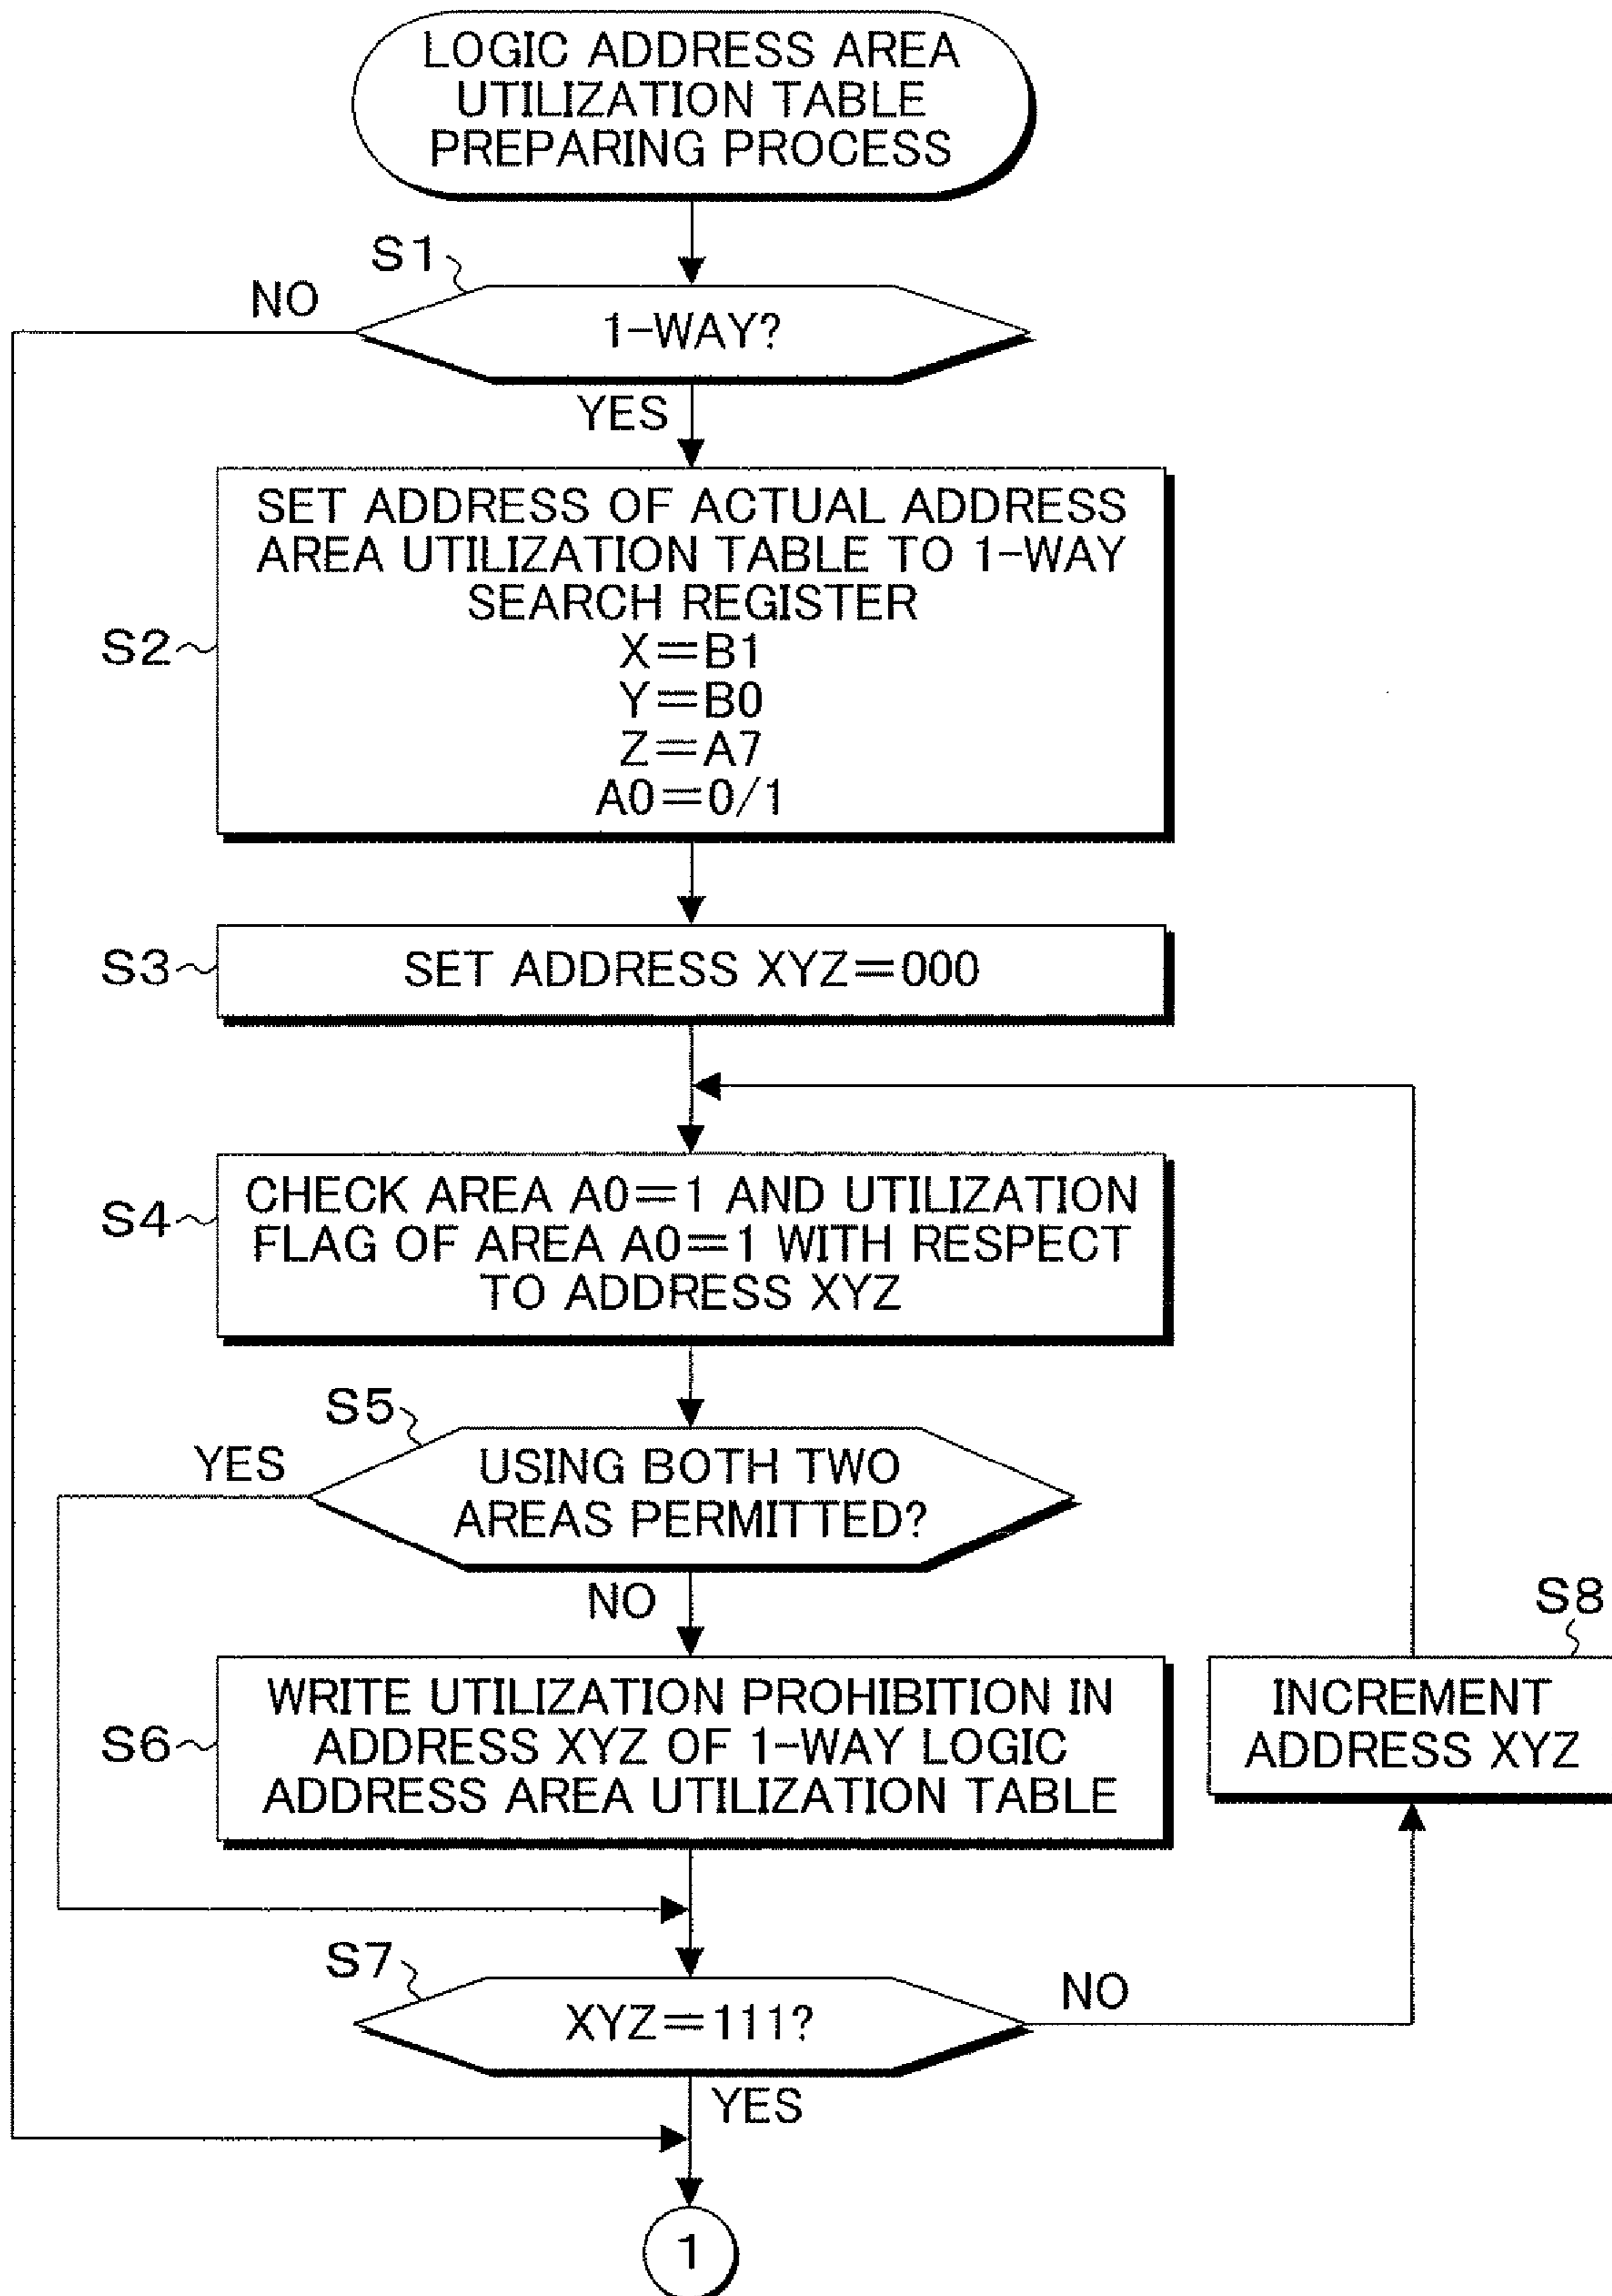 LOGIC ADDRESS AREA
UTILIZATION TABLE
PREPARING PROCESS
S1
NO
1-WAY?
YES
SET ADDRESS OF ACTUAL ADDRESS
AREA UTILIZATION TABLE TO 1-WAY
SEARCH REGISTER
X=B1
Y=B0
Z=A7
A0=0/1
S2
S3
SET ADDRESS XYZ=000
S4
CHECK AREA A0=1 AND UTILIZATION
FLAG OF AREA A0=1 WITH RESPECT
TO ADDRESS XYZ
S5
YES
USING BOTH TWO
AREAS PERMITTED?
NO
S6
WRITE UTILIZATION PROHIBITION IN
ADDRESS XYZ OF 1-WAY LOGIC
ADDRESS AREA UTILIZATION TABLE
S8
INCREMENT
ADDRESS XYZ
S7
XYZ=111?
NO
YES
1